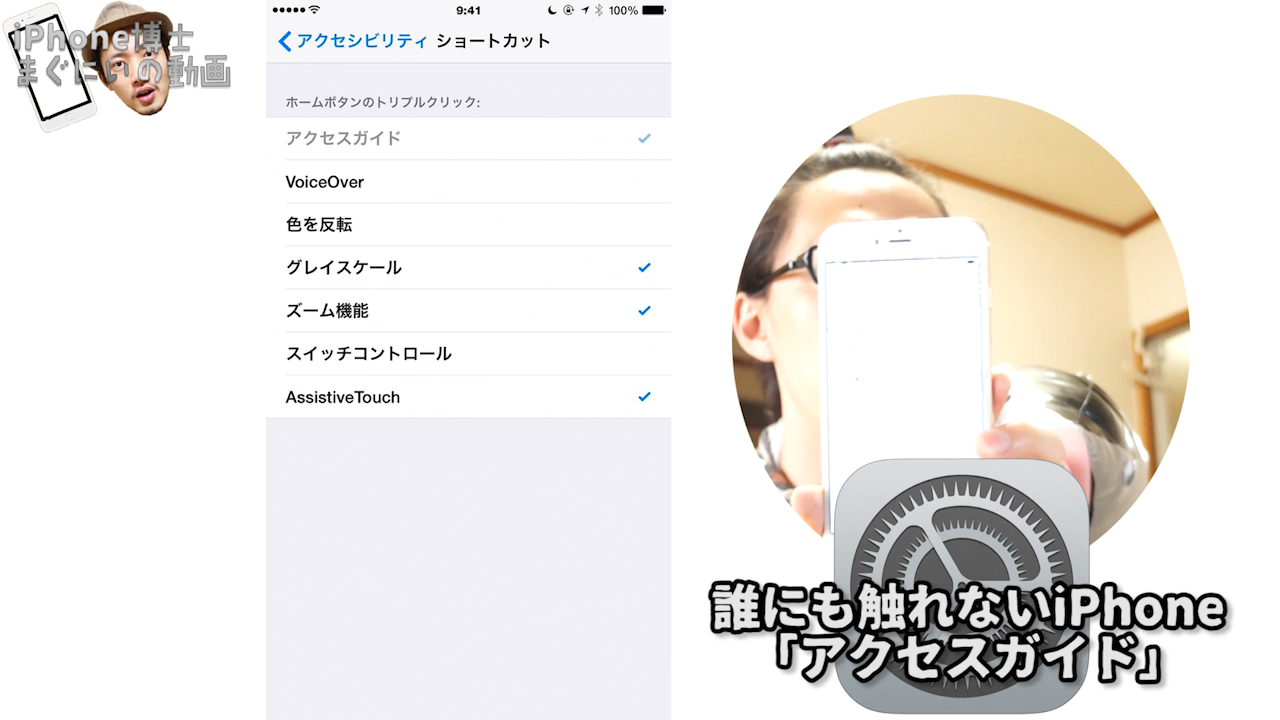 iPhone博士
まぐにぃの動画
9:41
100%
アクセシビリティ ショートカット
ホームボタンのトリプルクリック:
アクセスガイド
VoiceOver
色を反転
グレイスケール
ズーム機能
スイッチコントロール
AssistiveTouch
誰にも触れないiPhone
「アクセスガイド」